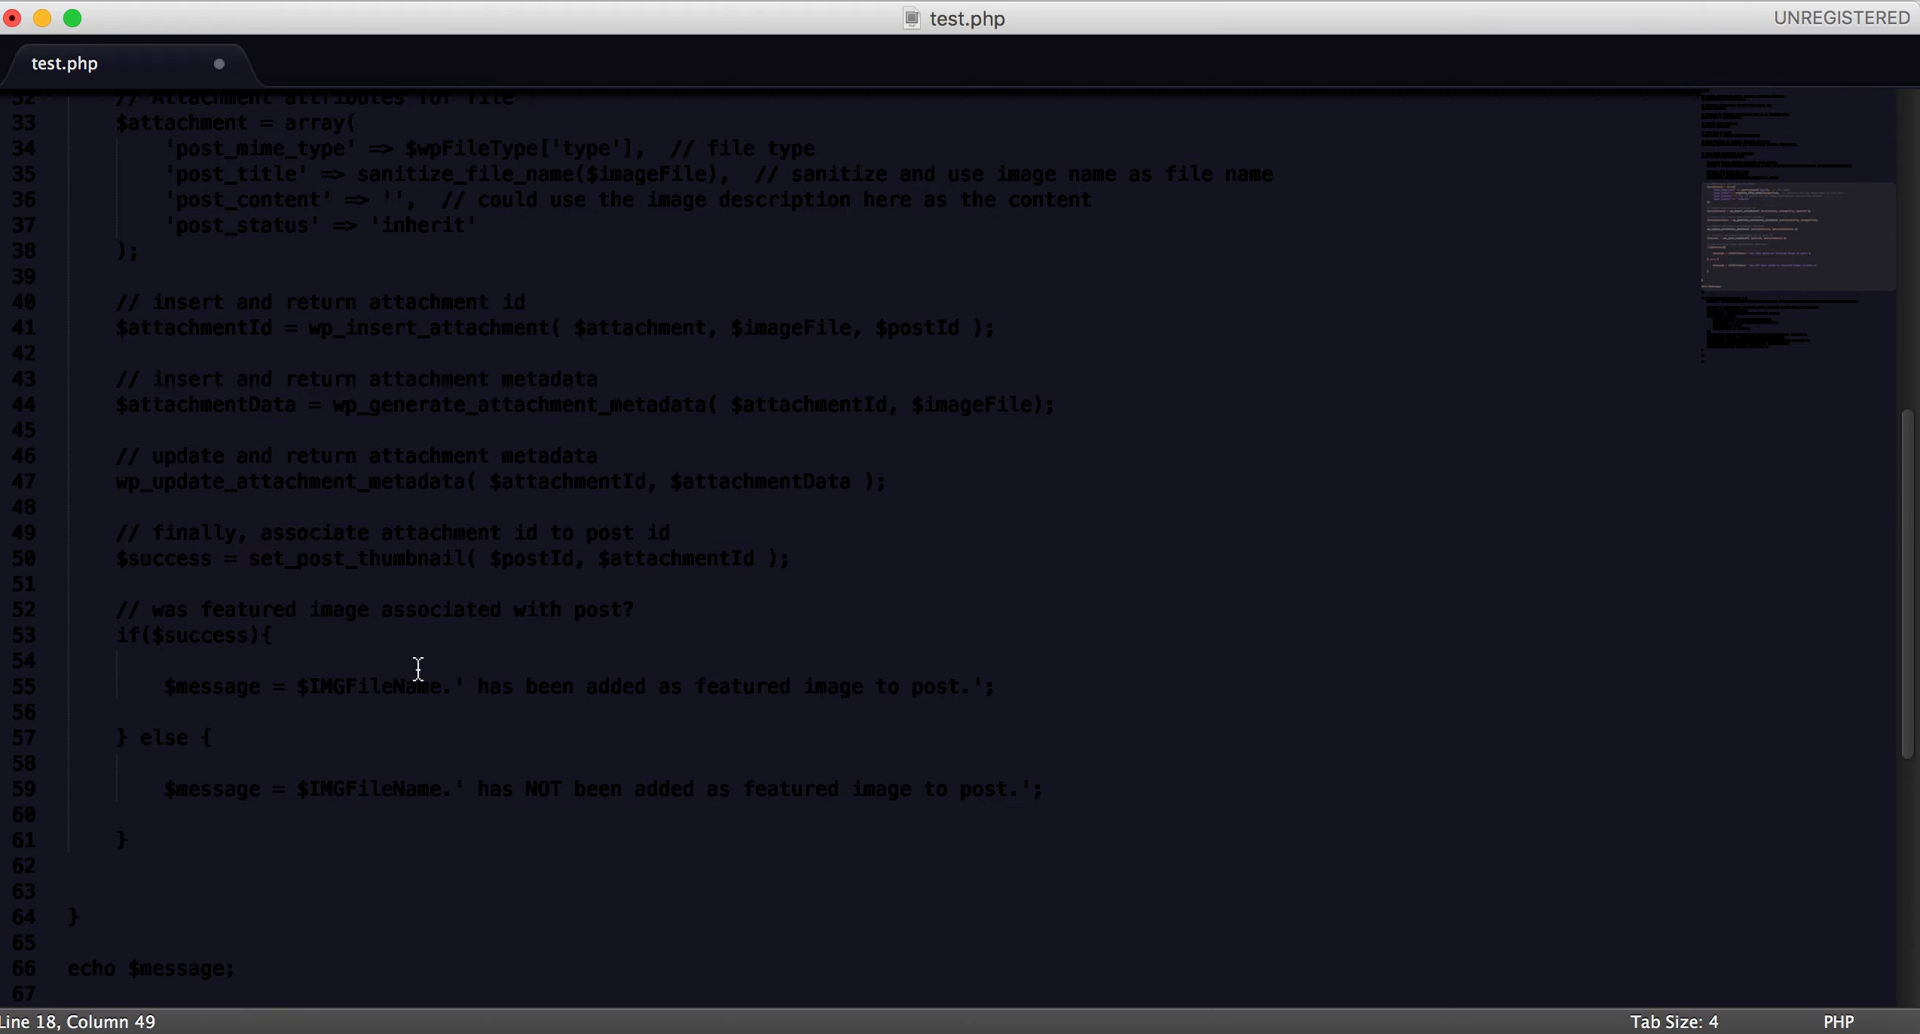 test.php
UNREGISTERED
test.php
32 // Attachment attributes for file
33 $attachment = array(
34 'post_mime_type' => $wpFileType['type'], // file type
35 'post_title' => sanitize_file_name($imageFile), // sanitize and use image name as file name
36 'post_content' => '', // could use the image description here as the content
37 'post_status' => 'inherit'
38 );
39
40 // insert and return attachment id
41 $attachmentId = wp_insert_attachment( $attachment, $imageFile, $postId );
42
43 // insert and return attachment metadata
44 $attachmentData = wp_generate_attachment_metadata( $attachmentId, $imageFile);
45
46 // update and return attachment metadata
47 wp_update_attachment_metadata( $attachmentId, $attachmentData );
48
49 // finally, associate attachment id to post id
50 $success = set_post_thumbnail( $postId, $attachmentId );
51
52 // was featured image associated with post?
53 if($success){
54
55 $message = $IMGFileName.' has been added as featured image to post.';
56
57 } else {
58
59 $message = $IMGFileName.' has NOT been added as featured image to post.';
60
61 }
62
63
64 }
65
66 echo $message;
67
Line 18, Column 49
Tab Size: 4
PHP